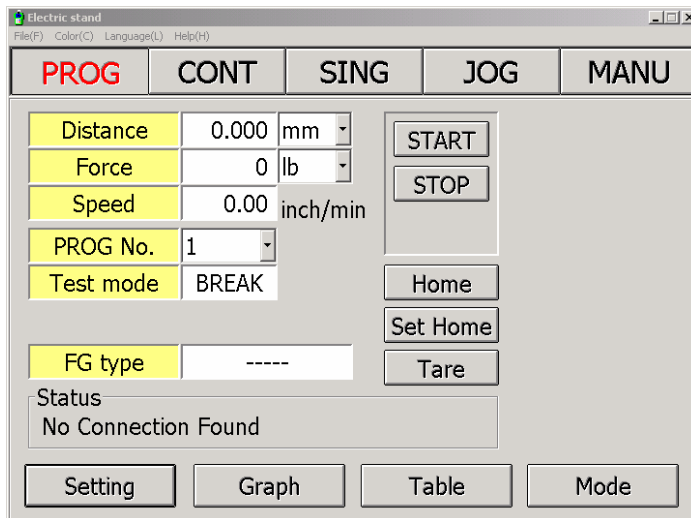 Electric stand
File(F) Color(C) Language(L) Help(H)
PROG CONT SING JOG MANU
Distance 0.000 mm START
Force 0 lb STOP
Speed 0.00 inch/min
PROG No. 1
Test mode BREAK Home
Set Home
FG type ----- Tare
Status
No Connection Found
Setting Graph Table Mode